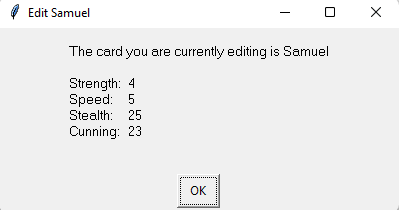 Edit Samuel
The card you are currently editing is Samuel
Strength: 4
Speed: 5
Stealth: 25
Cunning: 23
OK